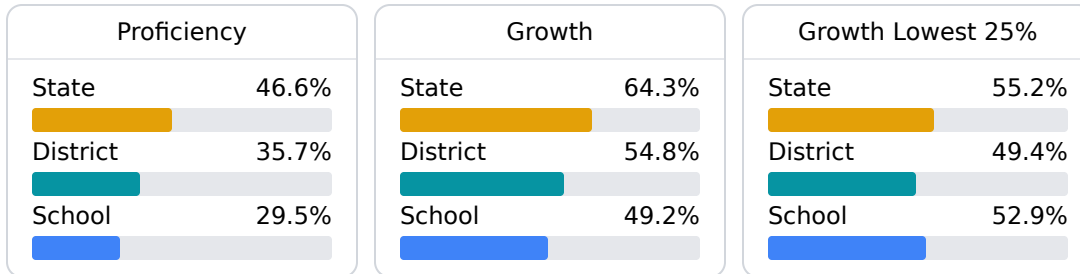 Proficiency
State 46.6%
District 35.7%
School 29.5%
Growth
State 64.3%
District 54.8%
School 49.2%
Growth Lowest 25%
State 55.2%
District 49.4%
School 52.9%